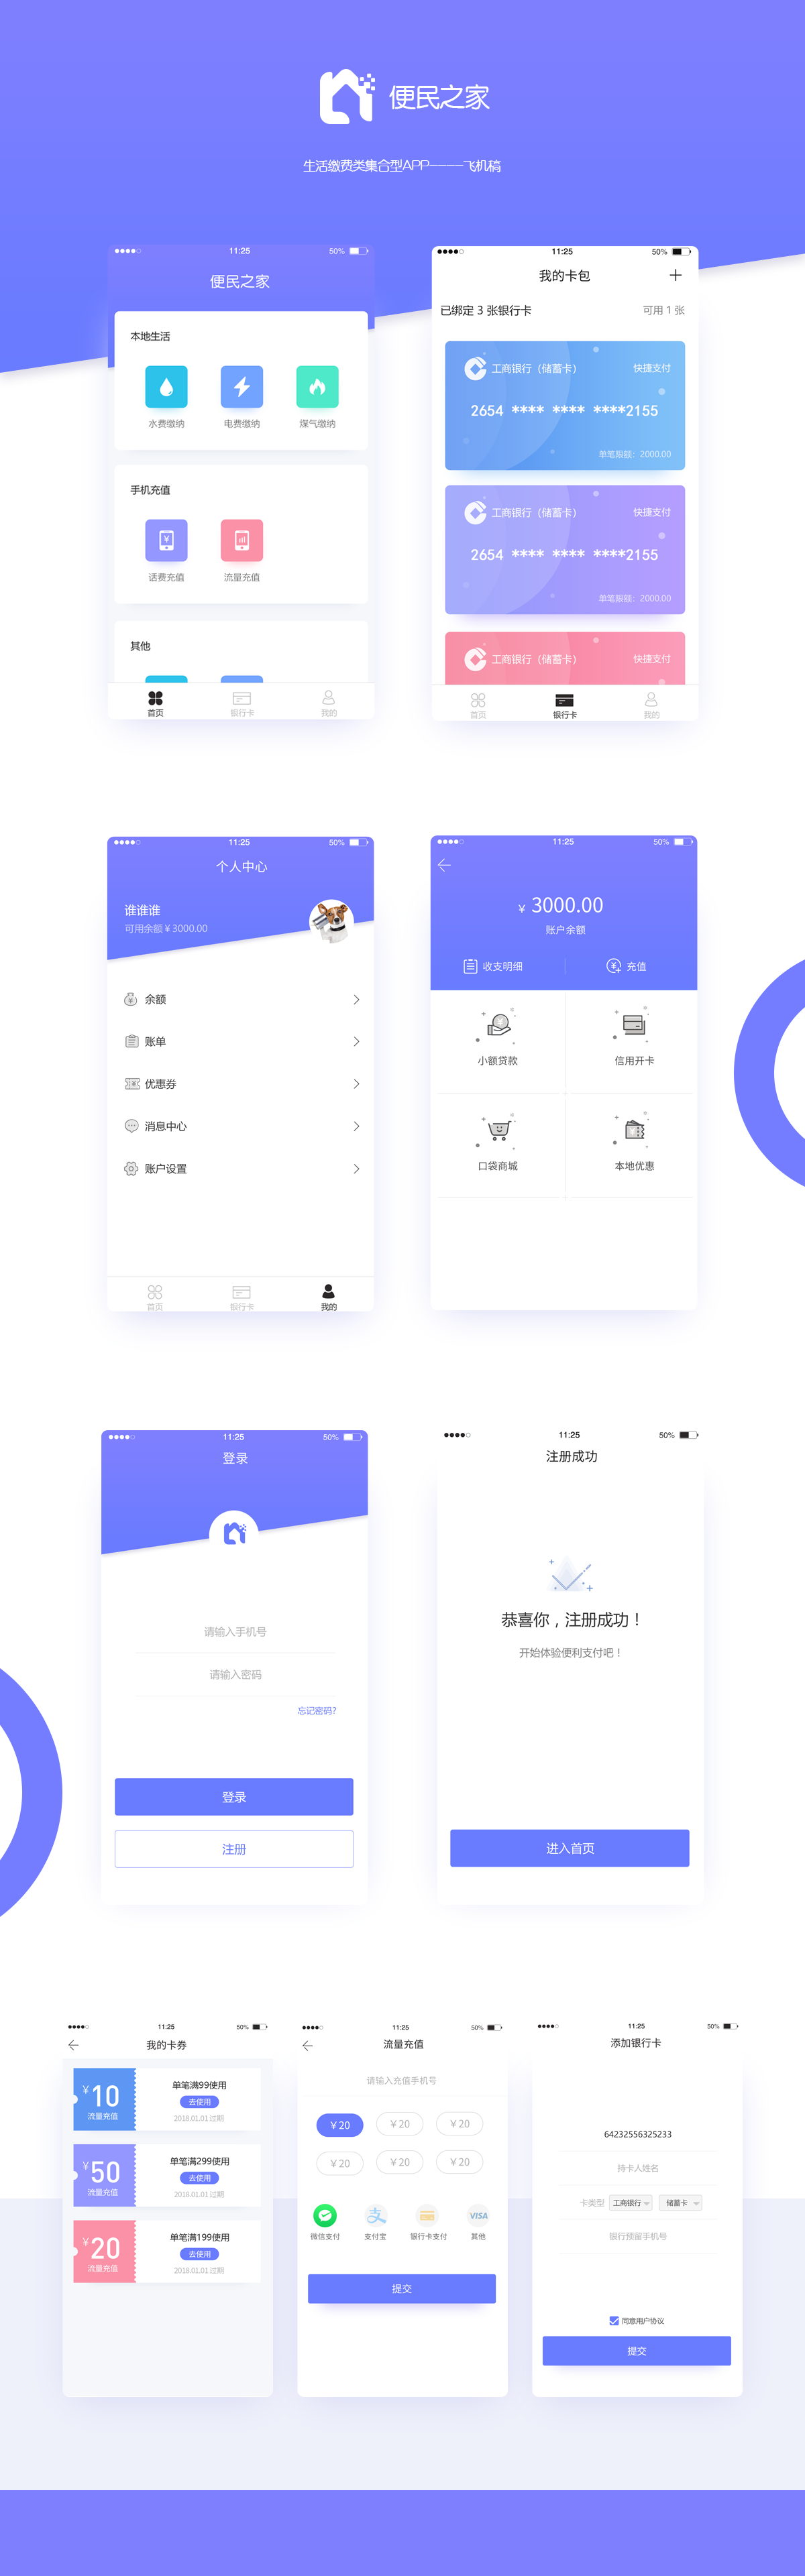 便民之家
生活缴费类集合型APP————飞机稿
11:25
50%
便民之家
本地生活
水费缴纳 电费缴纳 煤气缴纳
手机充值
话费充值 流量充值
其他
首页 银行卡 我的
11:25
50%
我的卡包
已绑定 3 张银行卡
可用 1 张
工商银行（储蓄卡）
快捷支付
2654 **** **** ****2155
单笔限额：2000.00
工商银行（储蓄卡）
快捷支付
2654 **** **** ****2155
单笔限额：2000.00
工商银行（储蓄卡）
快捷支付
首页 银行卡 我的
11:25
50%
个人中心
谁谁谁
可用余额 ¥ 3000.00
余额
账单
优惠券
消息中心
账户设置
首页 银行卡 我的
11:25
50%
¥ 3000.00
账户余额
收支明细 充值
小额贷款 信用开卡
口袋商城 本地优惠
11:25
50%
登录
请输入手机号
请输入密码
忘记密码?
登录
注册
11:25
50%
注册成功
恭喜你，注册成功！
开始体验便利支付吧！
进入首页
11:25
50%
我的卡券
¥10
流量充值
单笔满99使用
去使用
2018.01.01 过期
¥50
流量充值
单笔满299使用
去使用
2018.01.01 过期
¥20
流量充值
单笔满199使用
去使用
2018.01.01 过期
11:25
50%
流量充值
请输入充值手机号
¥20 ¥20 ¥20
¥20 ¥20 ¥20
VISA
微信支付 支付宝 银行卡支付 其他
提交
11:25
50%
添加银行卡
64232556325233
持卡人姓名
卡类型 工商银行 储蓄卡
银行预留手机号
同意用户协议
提交